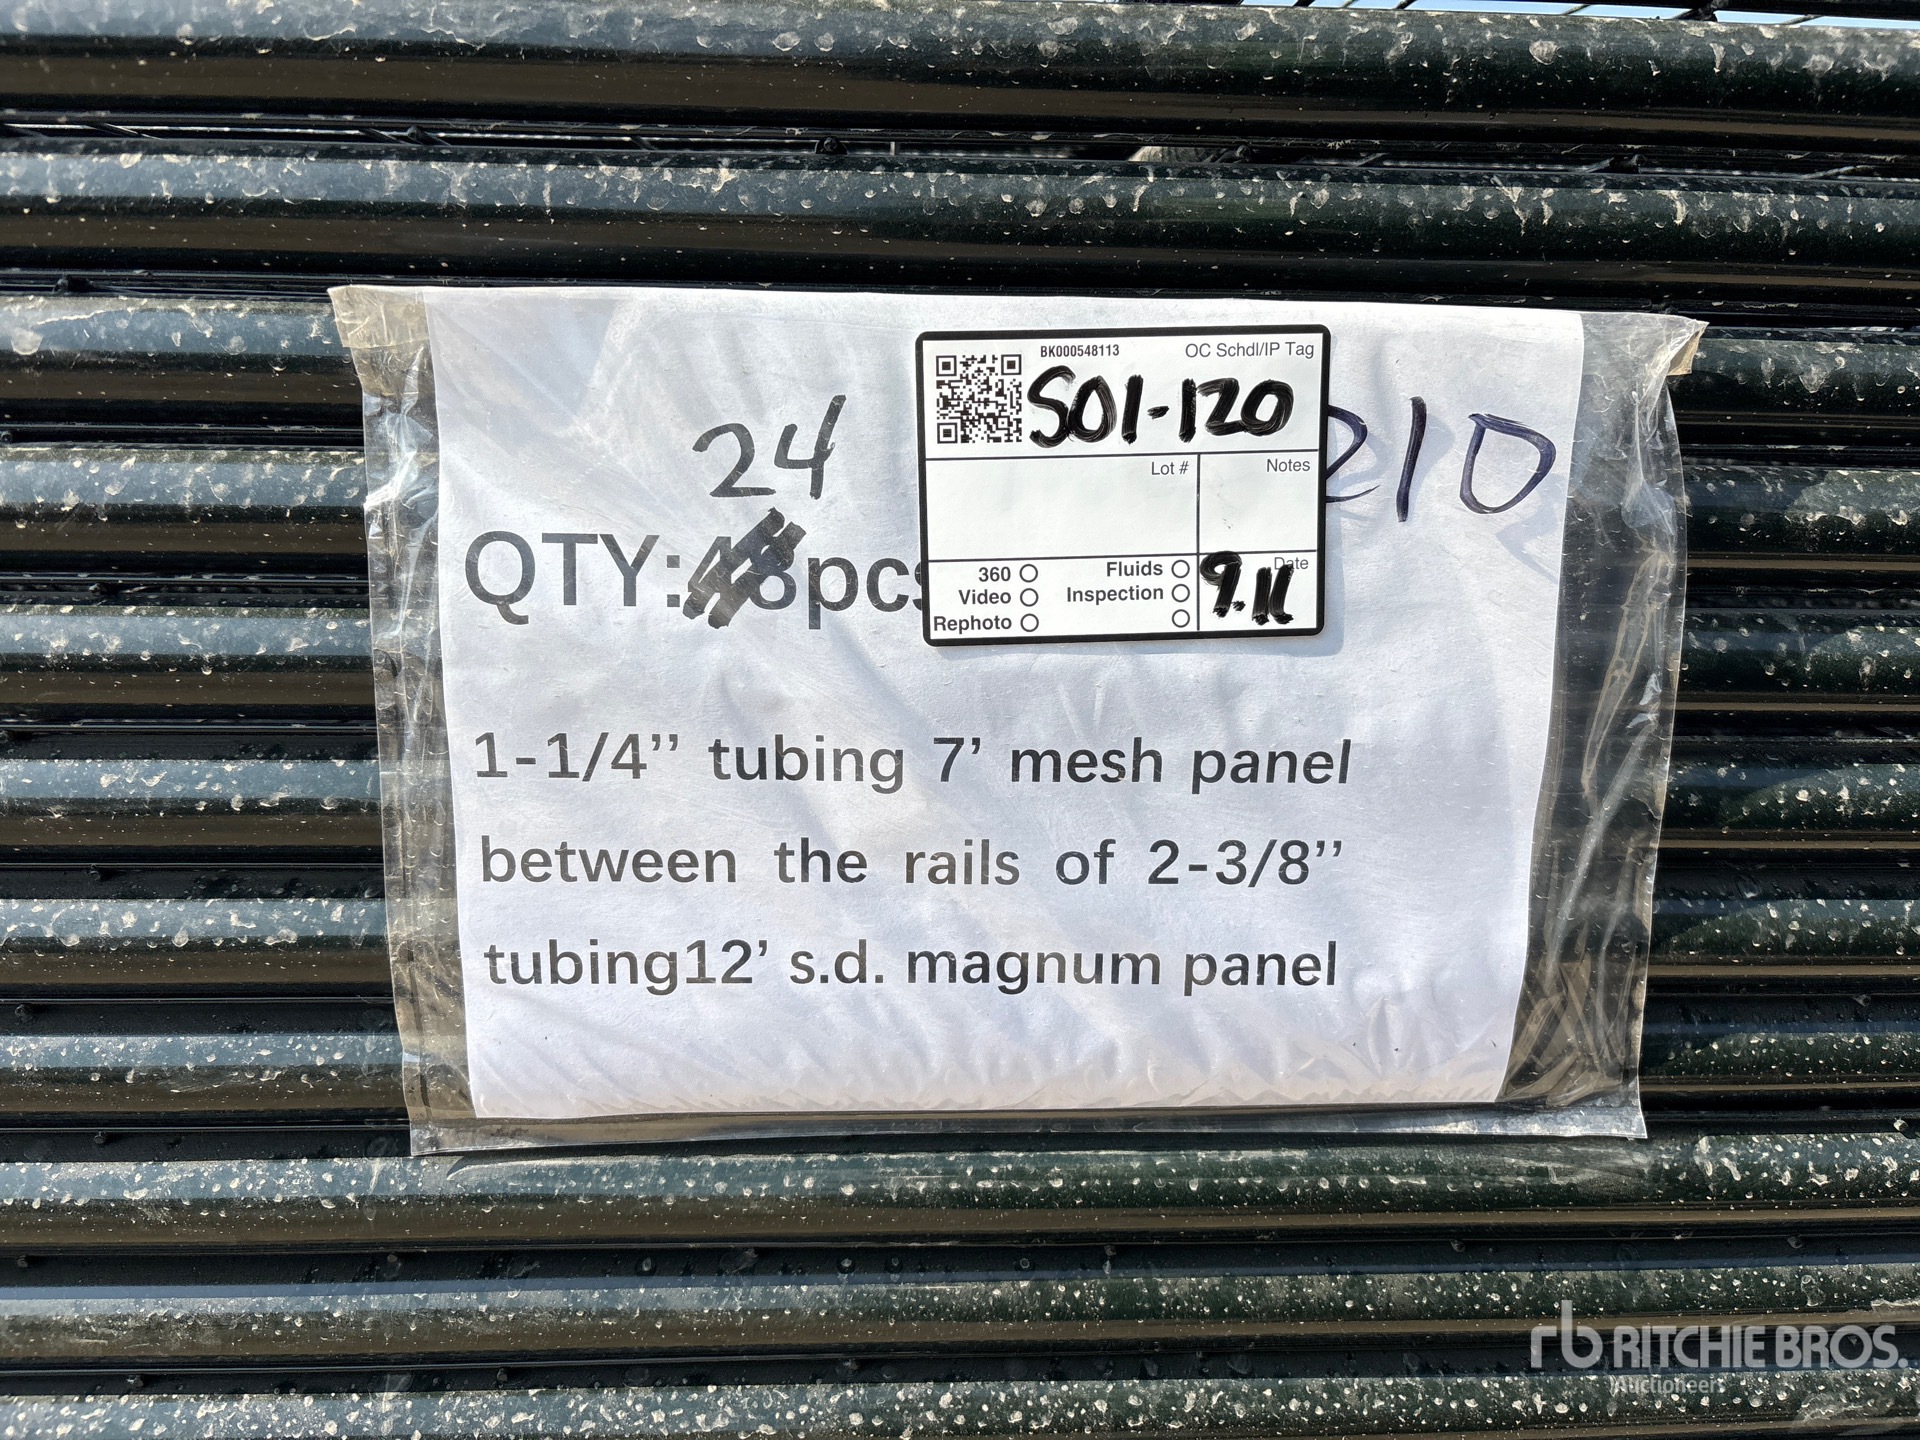 BK000548113 OC Schdl/IP Tag
S01-120
24
210
Lot # Notes
QTY: pcs
360 Fluids Date
Video Inspection 9.11
Rephoto
1-1/4’’ tubing 7’ mesh panel
between the rails of 2-3/8’’
tubing12’ s.d. magnum panel
rb RITCHIE BROS.
Auctioneers